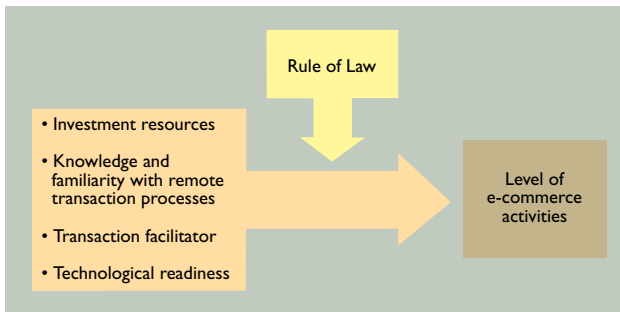 Rule of Law
• Investment resources
• Knowledge and
familiarity with remote
transaction processes
• Transaction facilitator
• Technological readiness
Level of
e-commerce
activities